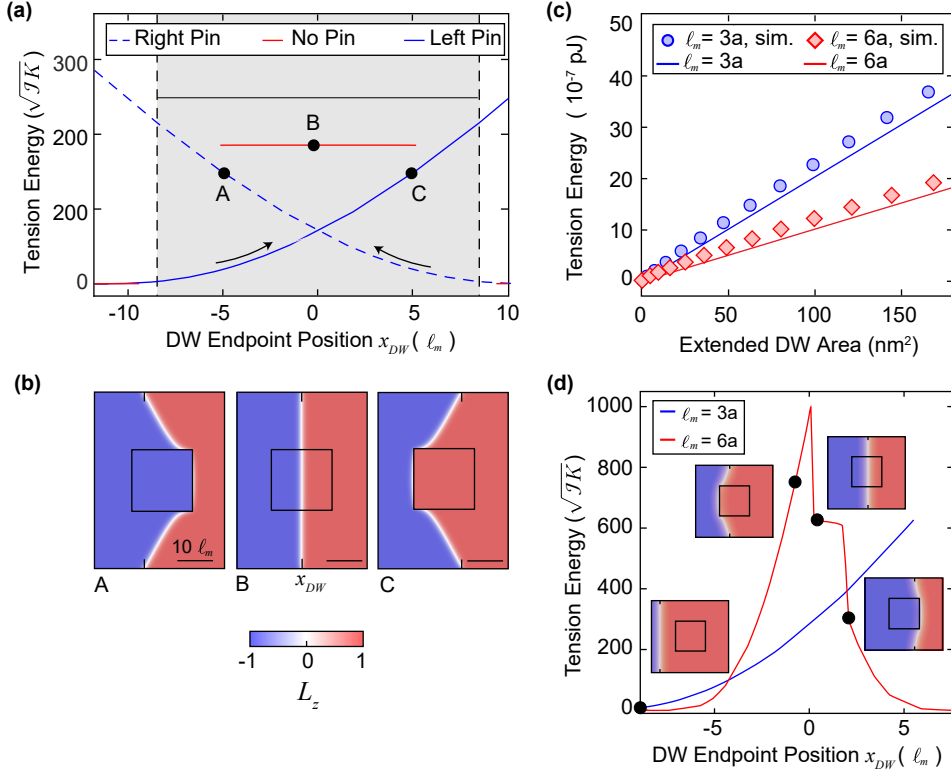 (a)
Right Pin No Pin Left Pin
Tension Energy (√JK)
300
200
200
0
A
B
C
-10 -5 0 5 10
DW Endpoint Position x_DW ( ℓ_m )
(b)
10 ℓ_m
A B x_DW C
-1 0 1
L_z
(c)
ℓ_m = 3a, sim. ℓ_m = 6a, sim.
ℓ_m = 3a ℓ_m = 6a
Tension Energy ( 10⁻⁷ pJ)
50
40
30
20
10
0
0 50 100 150
Extended DW Area (nm²)
(d)
ℓ_m = 3a
ℓ_m = 6a
Tension Energy (√JK)
1000
800
600
400
200
0
-5 0 5
DW Endpoint Position x_DW ( ℓ_m )